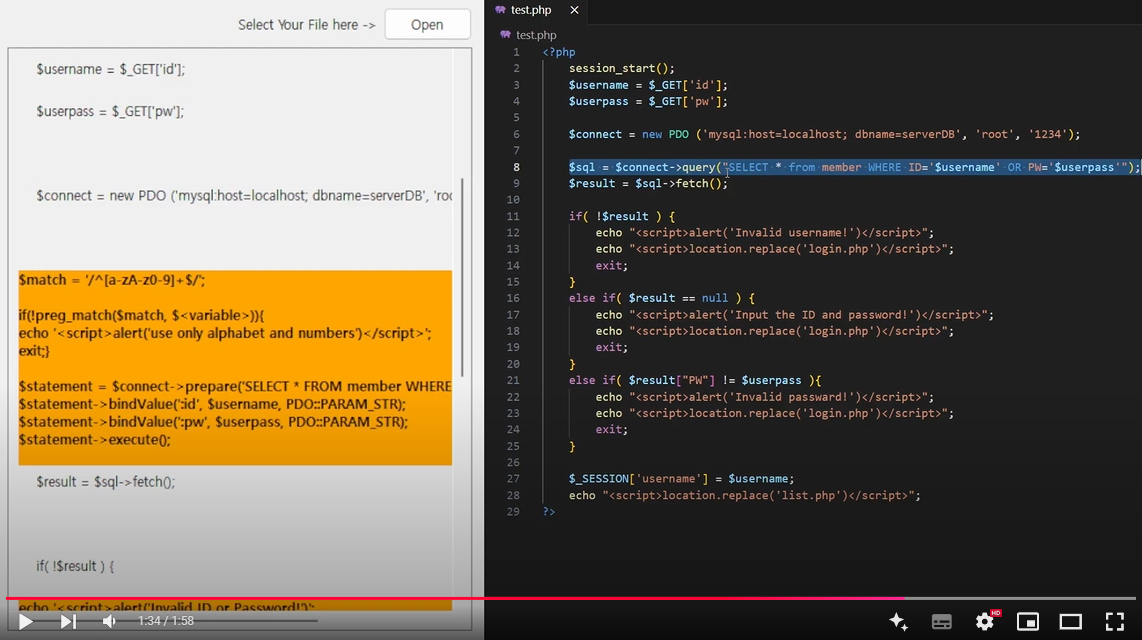 Select Your File here -> Open
$username = $_GET['id'];
$userpass = $_GET['pw'];
$connect = new PDO ('mysql:host=localhost; dbname=serverDB', 'roo
$match = '/^[a-zA-z0-9]+$/';
if(!preg_match($match, $<variable>)){
echo '<script>alert('use only alphabet and numbers')</script>';
exit;}
$statement = $connect->prepare('SELECT * FROM member WHERE
$statement->bindValue(':id', $username, PDO::PARAM_STR);
$statement->bindValue(':pw', $userpass, PDO::PARAM_STR);
$statement->execute();
$result = $sql->fetch();
if( !$result ) {
echo '<script>alert('Invalid ID or Password!')';
1:34 / 1:58
HD
test.php ×
test.php
1 <?php
2 session_start();
3 $username = $_GET['id'];
4 $userpass = $_GET['pw'];
5
6 $connect = new PDO ('mysql:host=localhost; dbname=serverDB', 'root', '1234');
7
8 $sql = $connect->query("SELECT * from member WHERE ID='$username' OR PW='$userpass'");
9 $result = $sql->fetch();
10
11 if( !$result ) {
12 echo "<script>alert('Invalid username!')</script>";
13 echo "<script>location.replace('login.php')</script>";
14 exit;
15 }
16 else if( $result == null ) {
17 echo "<script>alert('Input the ID and password!')</script>";
18 echo "<script>location.replace('login.php')</script>";
19 exit;
20 }
21 else if( $result["PW"] != $userpass ){
22 echo "<script>alert('Invalid passward!')</script>";
23 echo "<script>location.replace('login.php')</script>";
24 exit;
25 }
26
27 $_SESSION['username'] = $username;
28 echo "<script>location.replace('list.php')</script>";
29 ?>